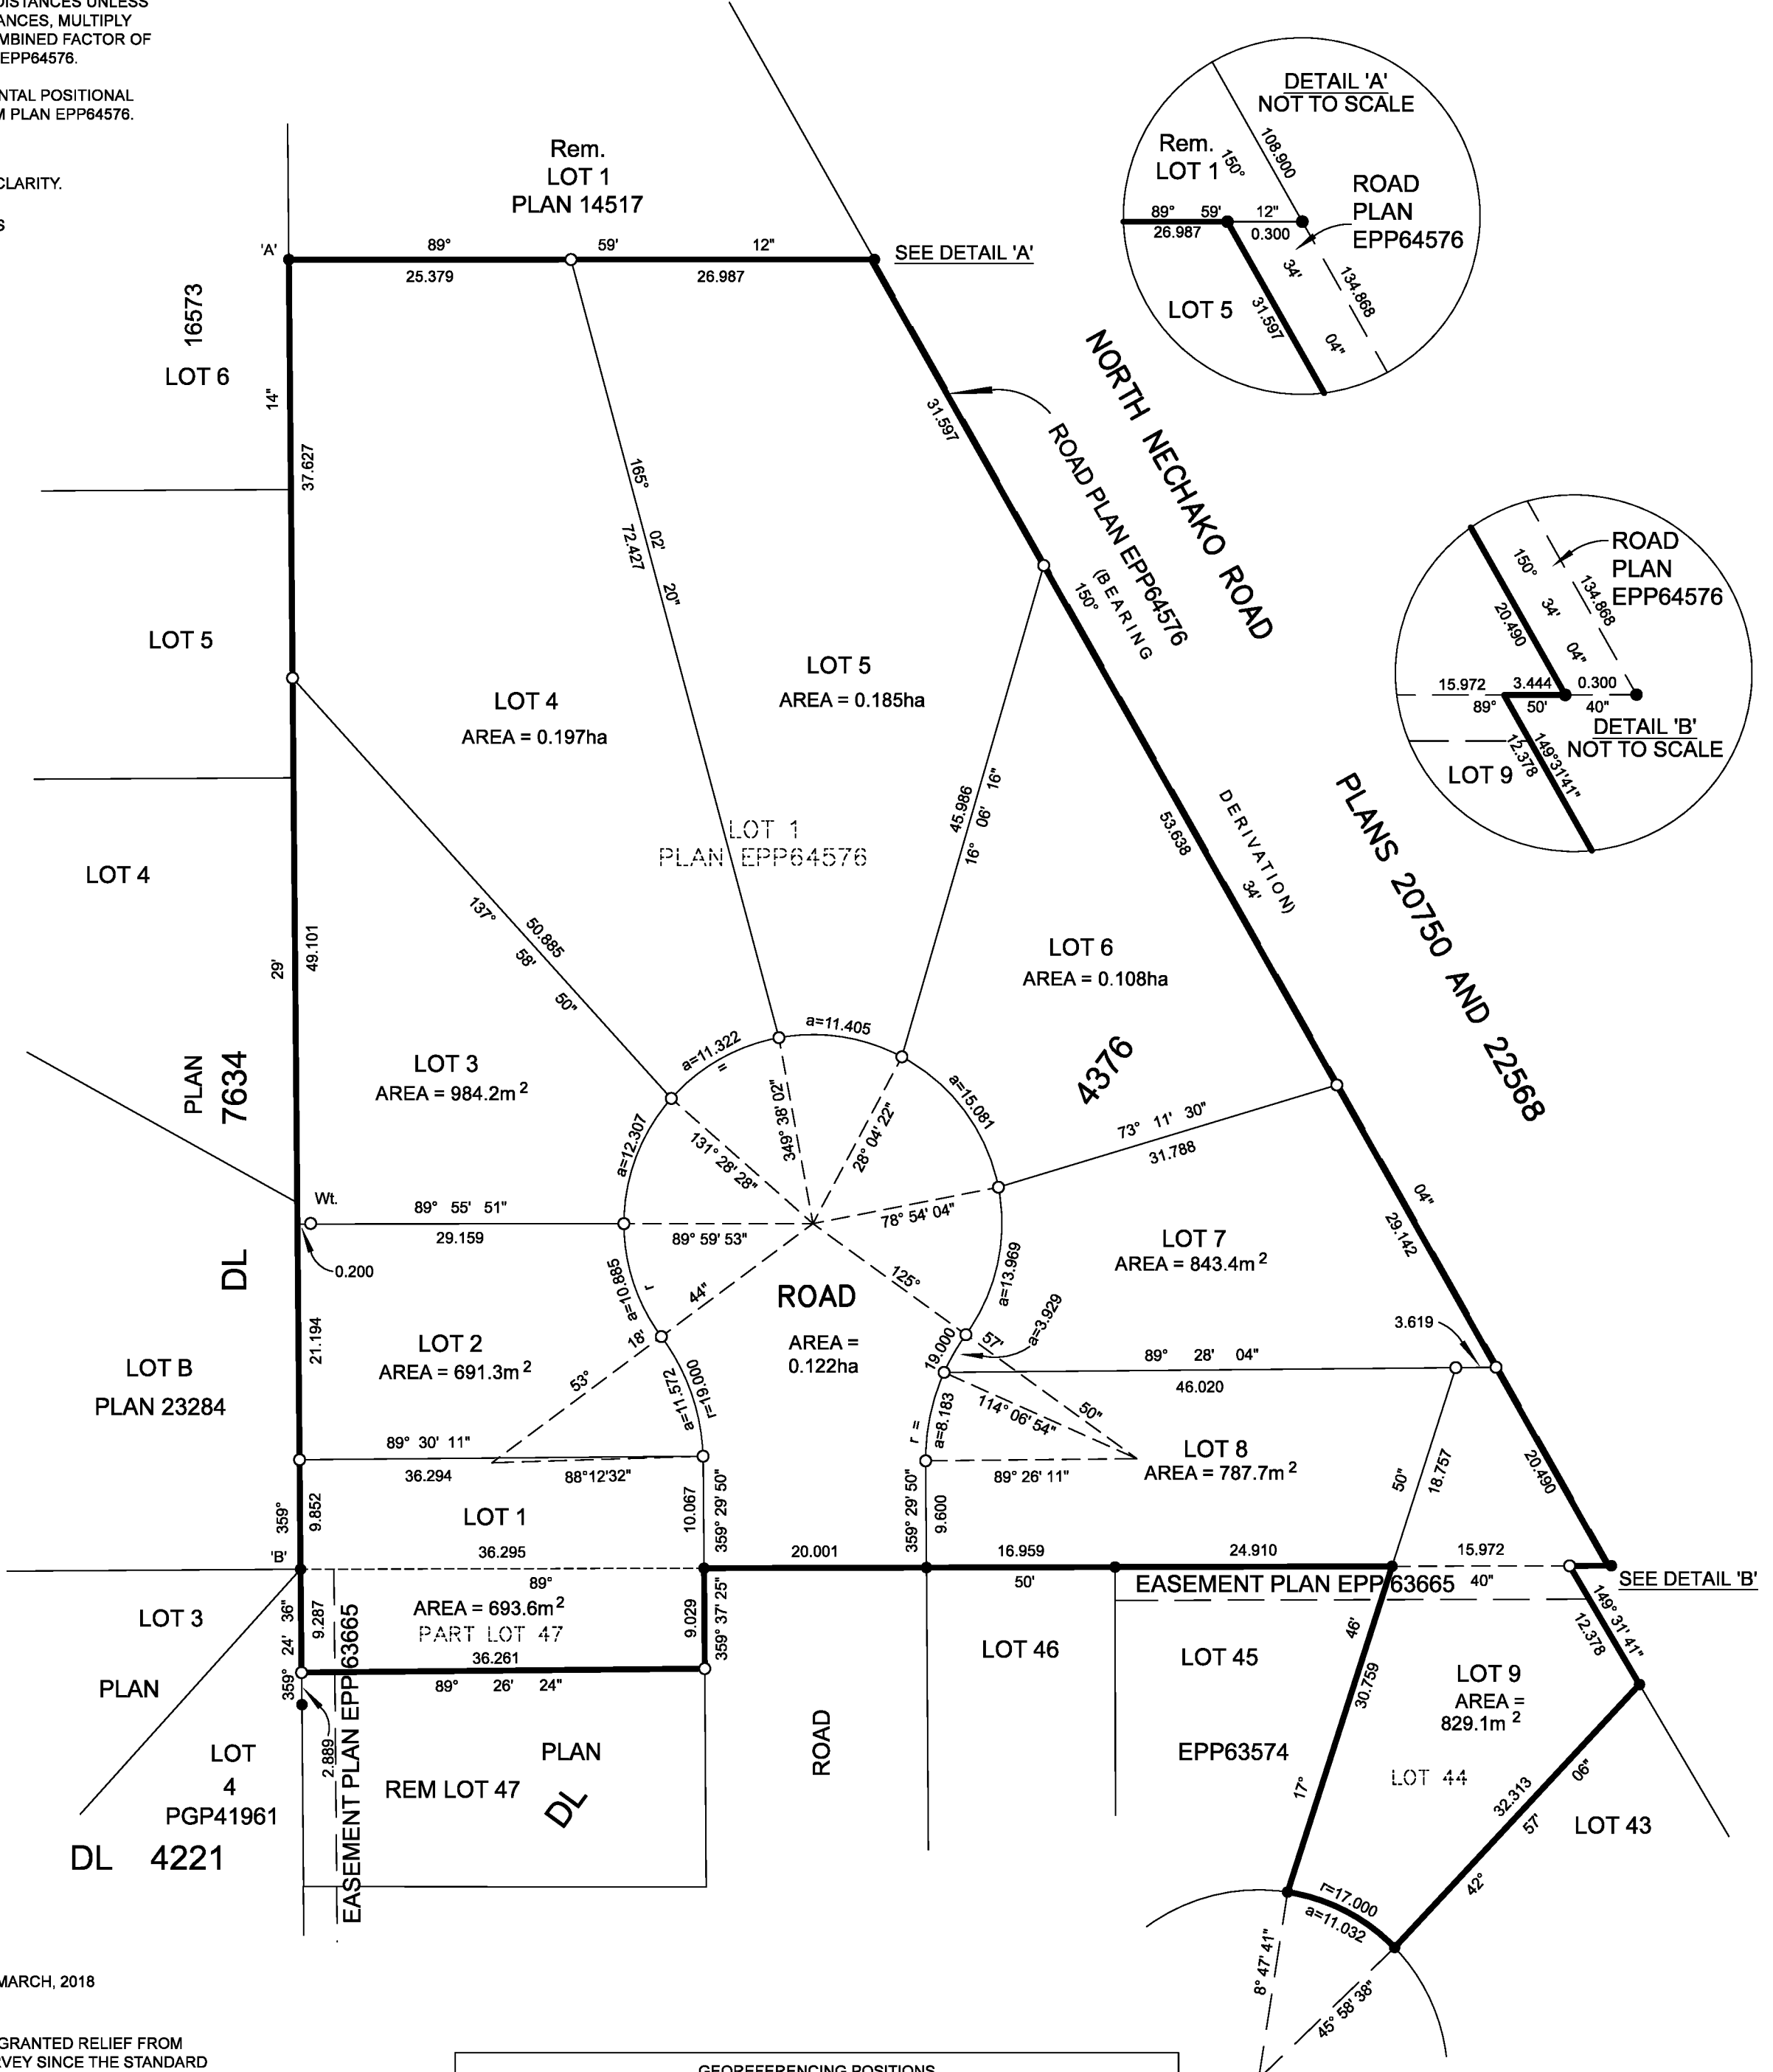 DISTANCES UNLESS
ANCES, MULTIPLY
MBINED FACTOR OF
EPP64576.
NTAL POSITIONAL
M PLAN EPP64576.
CLARITY.
S
Rem.
LOT 1
PLAN 14517
'A'
89° 59' 12"
25.379
26.987
SEE DETAIL 'A'
DETAIL 'A'
NOT TO SCALE
Rem.
LOT 1
150°
108.900
ROAD
PLAN
EPP64576
89° 59' 12"
26.987
0.300
34'
134.868
LOT 5
31.597
04"
16573
LOT 6
14"
37.627
31.597
NORTH NECHAKO ROAD
ROAD PLAN EPP64576
(BEARING
150°
165° 02' 20"
72.427
ROAD
PLAN
EPP64576
150°
34'
04"
134.868
20.490
15.972
3.444
0.300
89° 50' 40"
DETAIL 'B'
NOT TO SCALE
149°31'41"
12.378
LOT 9
LOT 5
LOT 4
AREA = 0.197ha
LOT 5
AREA = 0.185ha
45.986
16° 06' 16"
LOT 1
PLAN EPP64576
53.638
DERIVATION)
34'
PLANS 20750 AND 22568
LOT 4
137° 58' 50"
50.885
29'
49.101
LOT 6
AREA = 0.108ha
4376
PLAN
7634
LOT 3
AREA = 984.2m²
a=11.322
=
a=11.405
a=15.081
a=12.307
131° 28' 28"
349° 38' 02"
28° 04' 22"
73° 11' 30"
31.788
Wt.
89° 55' 51"
29.159
89° 59' 53"
78° 54' 04"
04"
29.142
DL
0.200
a=10.885
r
44"
ROAD
125°
a=13.969
LOT 7
AREA = 843.4m²
21.194
LOT 2
AREA = 691.3m²
18'
AREA =
0.122ha
19.000
57'
a=3.929
3.619
LOT B
PLAN 23284
53°
a=11.572
r=19.000
89° 28' 04"
46.020
r =
a=8.183
114° 06' 54"
50"
89° 30' 11"
36.294
88°12'32"
89° 26' 11"
LOT 8
AREA = 787.7m²
50"
18.757
20.490
359°
9.852
LOT 1
10.067
359° 29' 50"
359° 29' 50"
9.600
'B'
36.295
20.001
16.959
24.910
15.972
89° 50' 40"
EASEMENT PLAN EPP 63665
SEE DETAIL 'B'
LOT 3
24' 36"
9.287
EASEMENT PLAN EPP63665
AREA = 693.6m²
PART LOT 47
9.029
359° 37' 25"
36.261
89° 26' 24"
LOT 46
LOT 45
46'
30.759
149° 31' 41"
12.378
LOT 9
AREA =
829.1m²
PLAN
359°
2.889
LOT
4
PGP41961
DL 4221
PLAN
REM LOT 47
DL
ROAD
EPP63574
17°
LOT 44
32.313
06"
57'
42°
LOT 43
r=17.000
a=11.032
8° 47' 41"
45° 58' 38"
MARCH, 2018
GRANTED RELIEF FROM
RVEY SINCE THE STANDARD
GEOREFERENCING POSITIONS